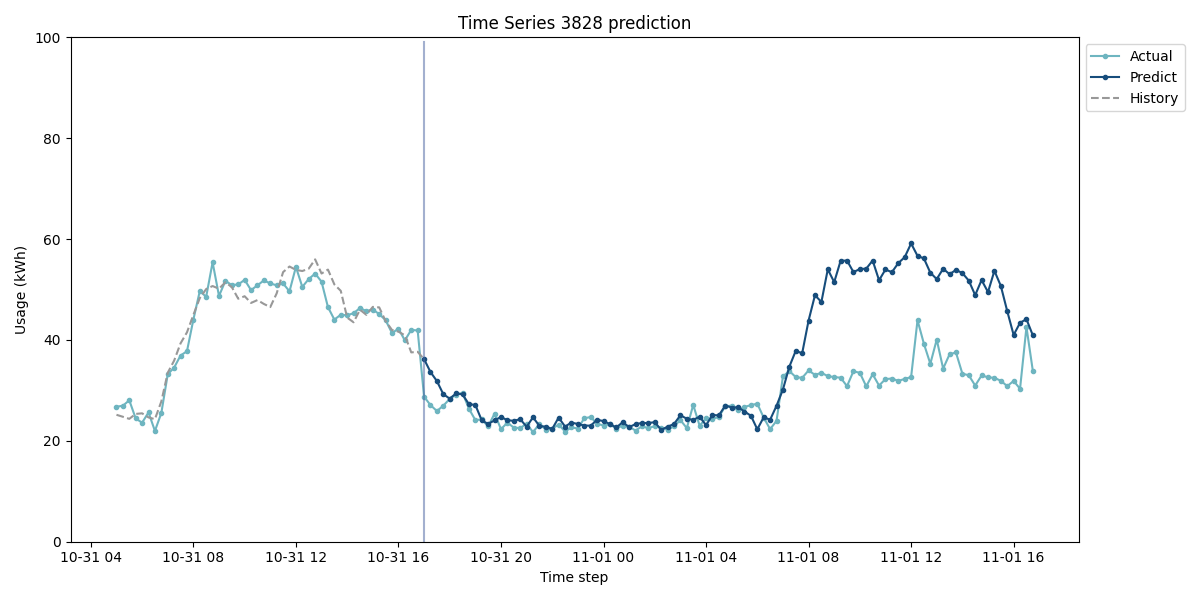 Time Series 3828 prediction
100
80
60
40
20
0
Usage (kWh)
10-31 04
10-31 08
10-31 12
10-31 16
10-31 20
11-01 00
11-01 04
11-01 08
11-01 12
11-01 16
Time step
Actual
Predict
History